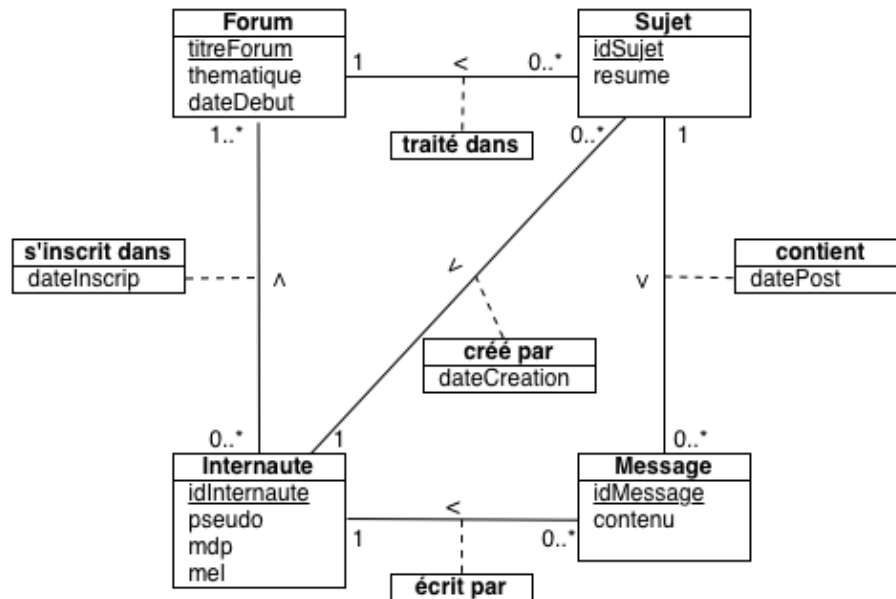 Forum
titreForum
thematique
dateDebut
1
<
0..*
Sujet
idSujet
resume
traité dans
1..*
0..*
1
s'inscrit dans
dateInscrip
<
<
v
contient
datePost
créé par
dateCreation
0..*
1
0..*
Internaute
idInternaute
pseudo
mdp
mel
1
<
0..*
Message
idMessage
contenu
écrit par